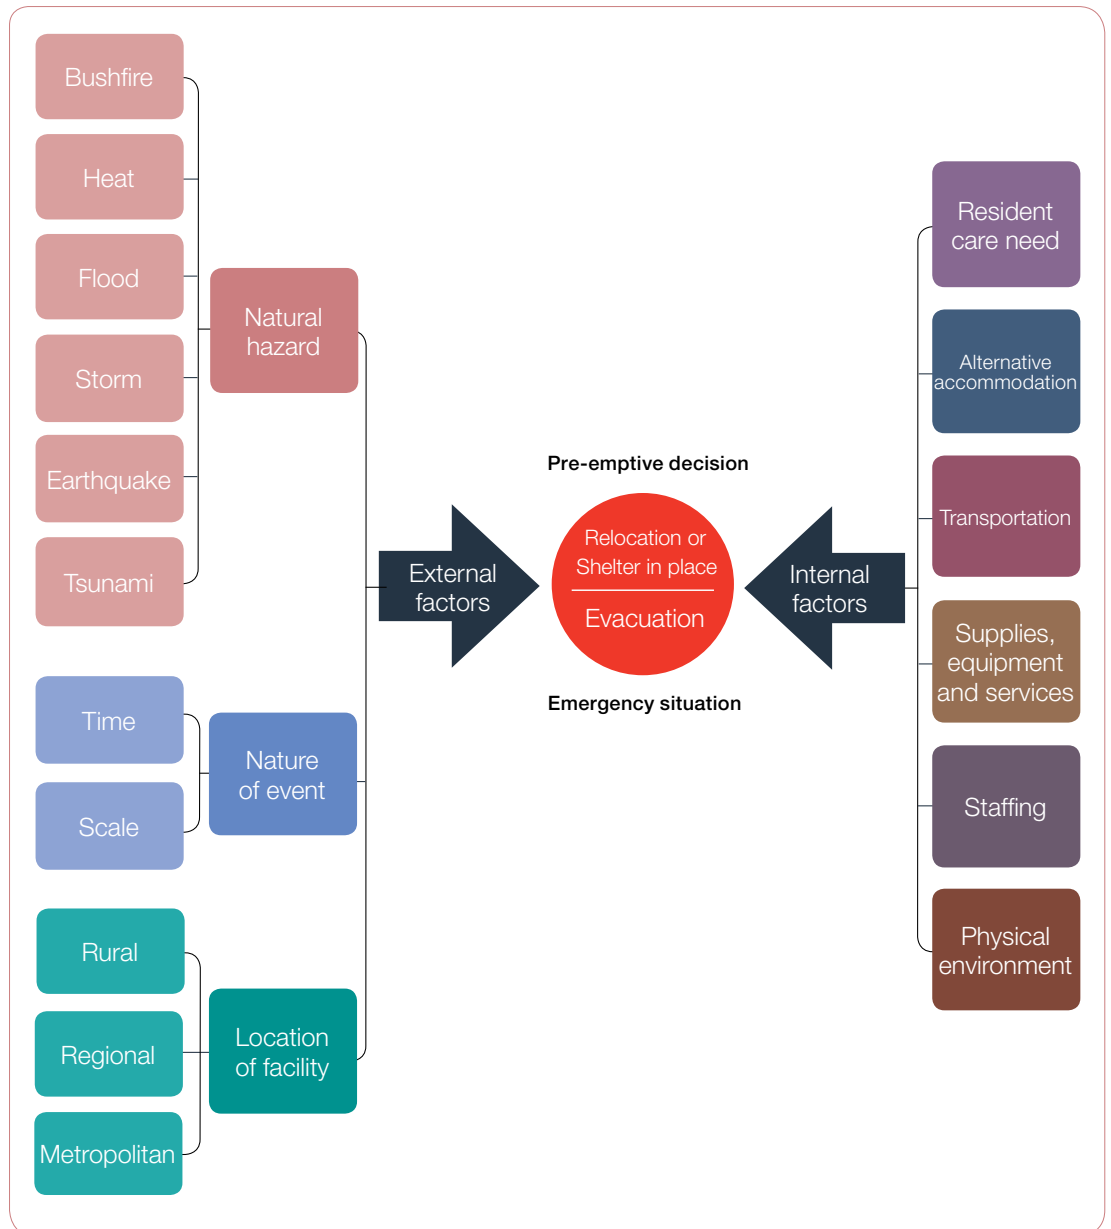 Bushfire
Heat
Flood
Storm
Earthquake
Tsunami
Natural
hazard
Time
Scale
Nature
of event
Rural
Regional
Metropolitan
Location
of facility
External
factors
Pre-emptive decision
Relocation or
Shelter in place
Evacuation
Emergency situation
Internal
factors
Resident
care need
Alternative
accommodation
Transportation
Supplies,
equipment
and services
Staffing
Physical
environment